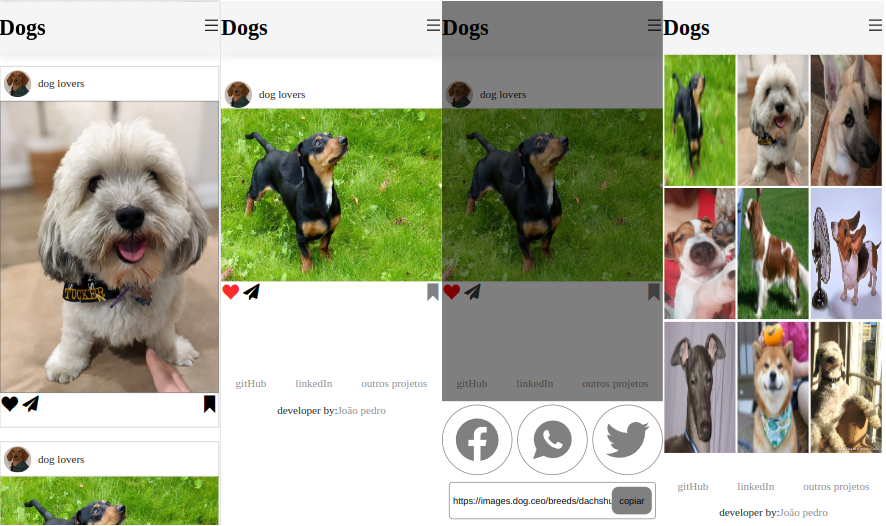 Dogs
dog lovers
TUCKER
dog lovers
Dogs
dog lovers
gitHub linkedIn outros projetos
developer by:João pedro
Dogs
dog lovers
gitHub linkedIn outros projetos
https://images.dog.ceo/breeds/dachshu
copiar
Dogs
gitHub linkedIn outros projetos
developer by:João pedro